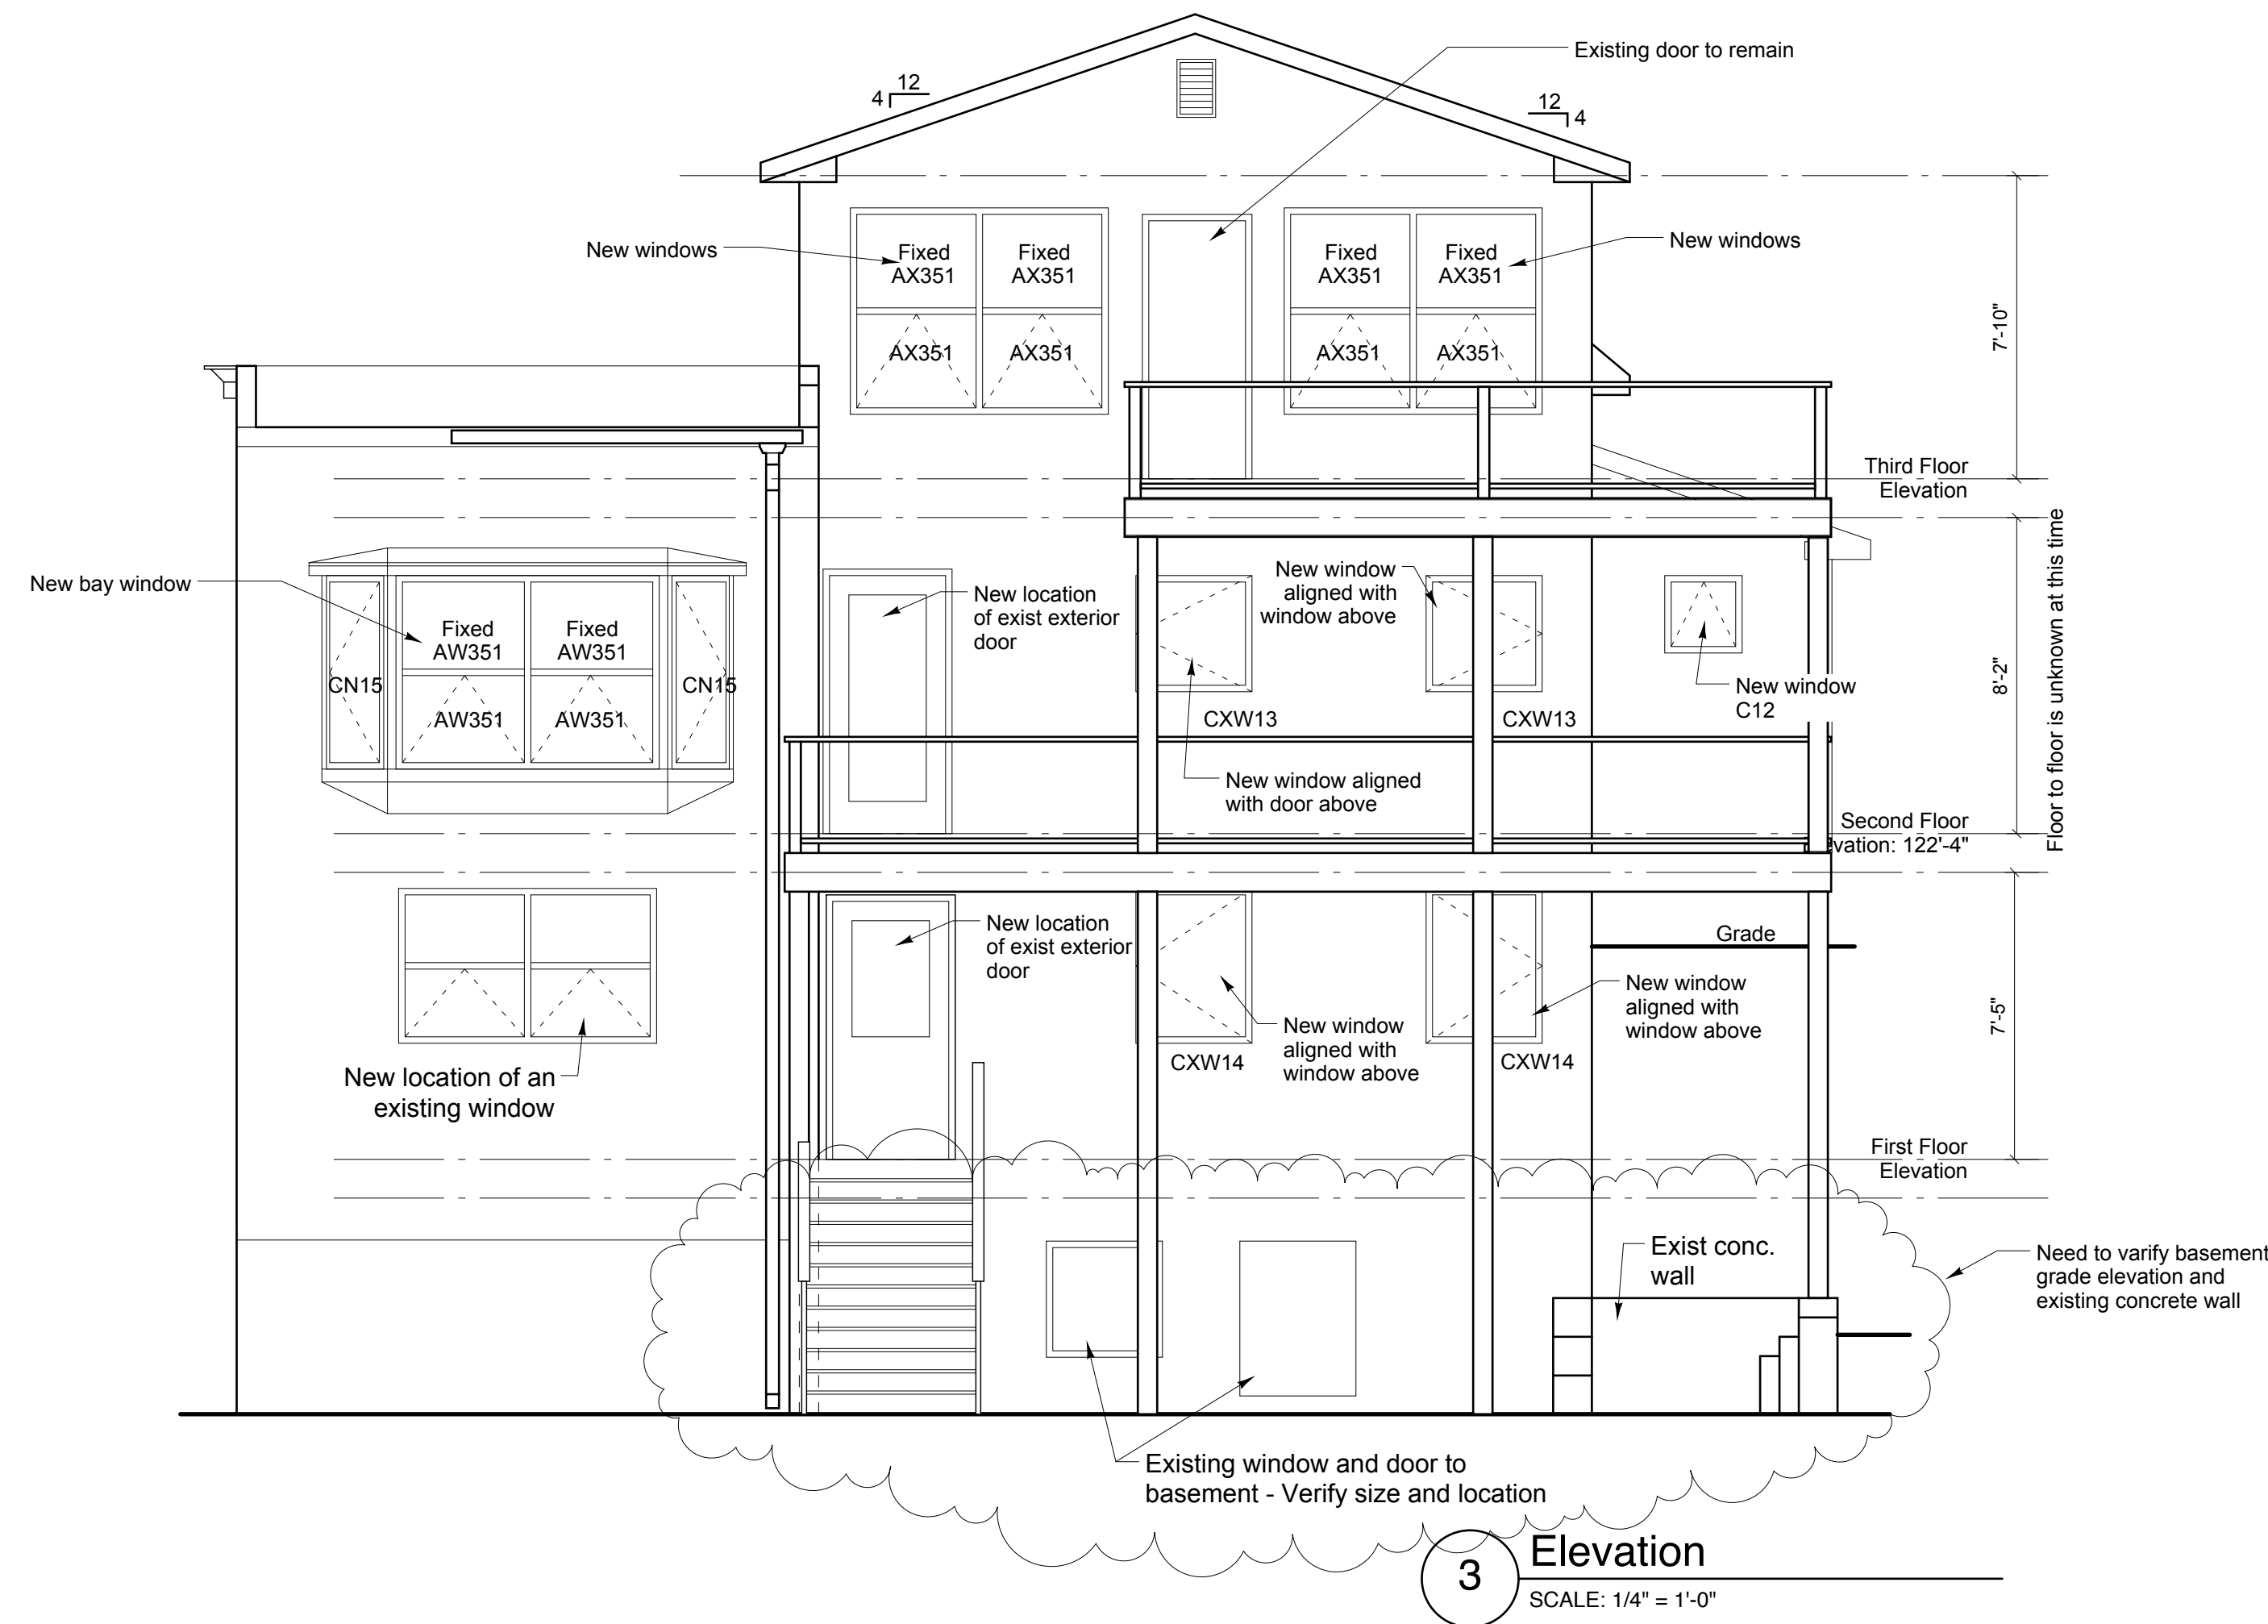 Existing door to remain
12
4
12
4
New windows
Fixed
AX351
Fixed
AX351
Fixed
AX351
Fixed
AX351
New windows
AX351
AX351
AX351
AX351
7'-10"
Third Floor
Elevation
Floor to floor is unknown at this time
New bay window
Fixed
AW351
Fixed
AW351
CN15
CN15
AW351
AW351
New location
of exist exterior
door
New window
aligned with
window above
CXW13
CXW13
New window
C12
8'-2"
New window aligned
with door above
Second Floor
vation: 122'-4"
New location
of exist exterior
door
Grade
New window
aligned with
window above
7'-5"
New window
aligned with
window above
CXW14
CXW14
New location of an
existing window
First Floor
Elevation
Exist conc.
wall
Need to varify basement
grade elevation and
existing concrete wall
Existing window and door to
basement - Verify size and location
3
Elevation
SCALE: 1/4" = 1'-0"